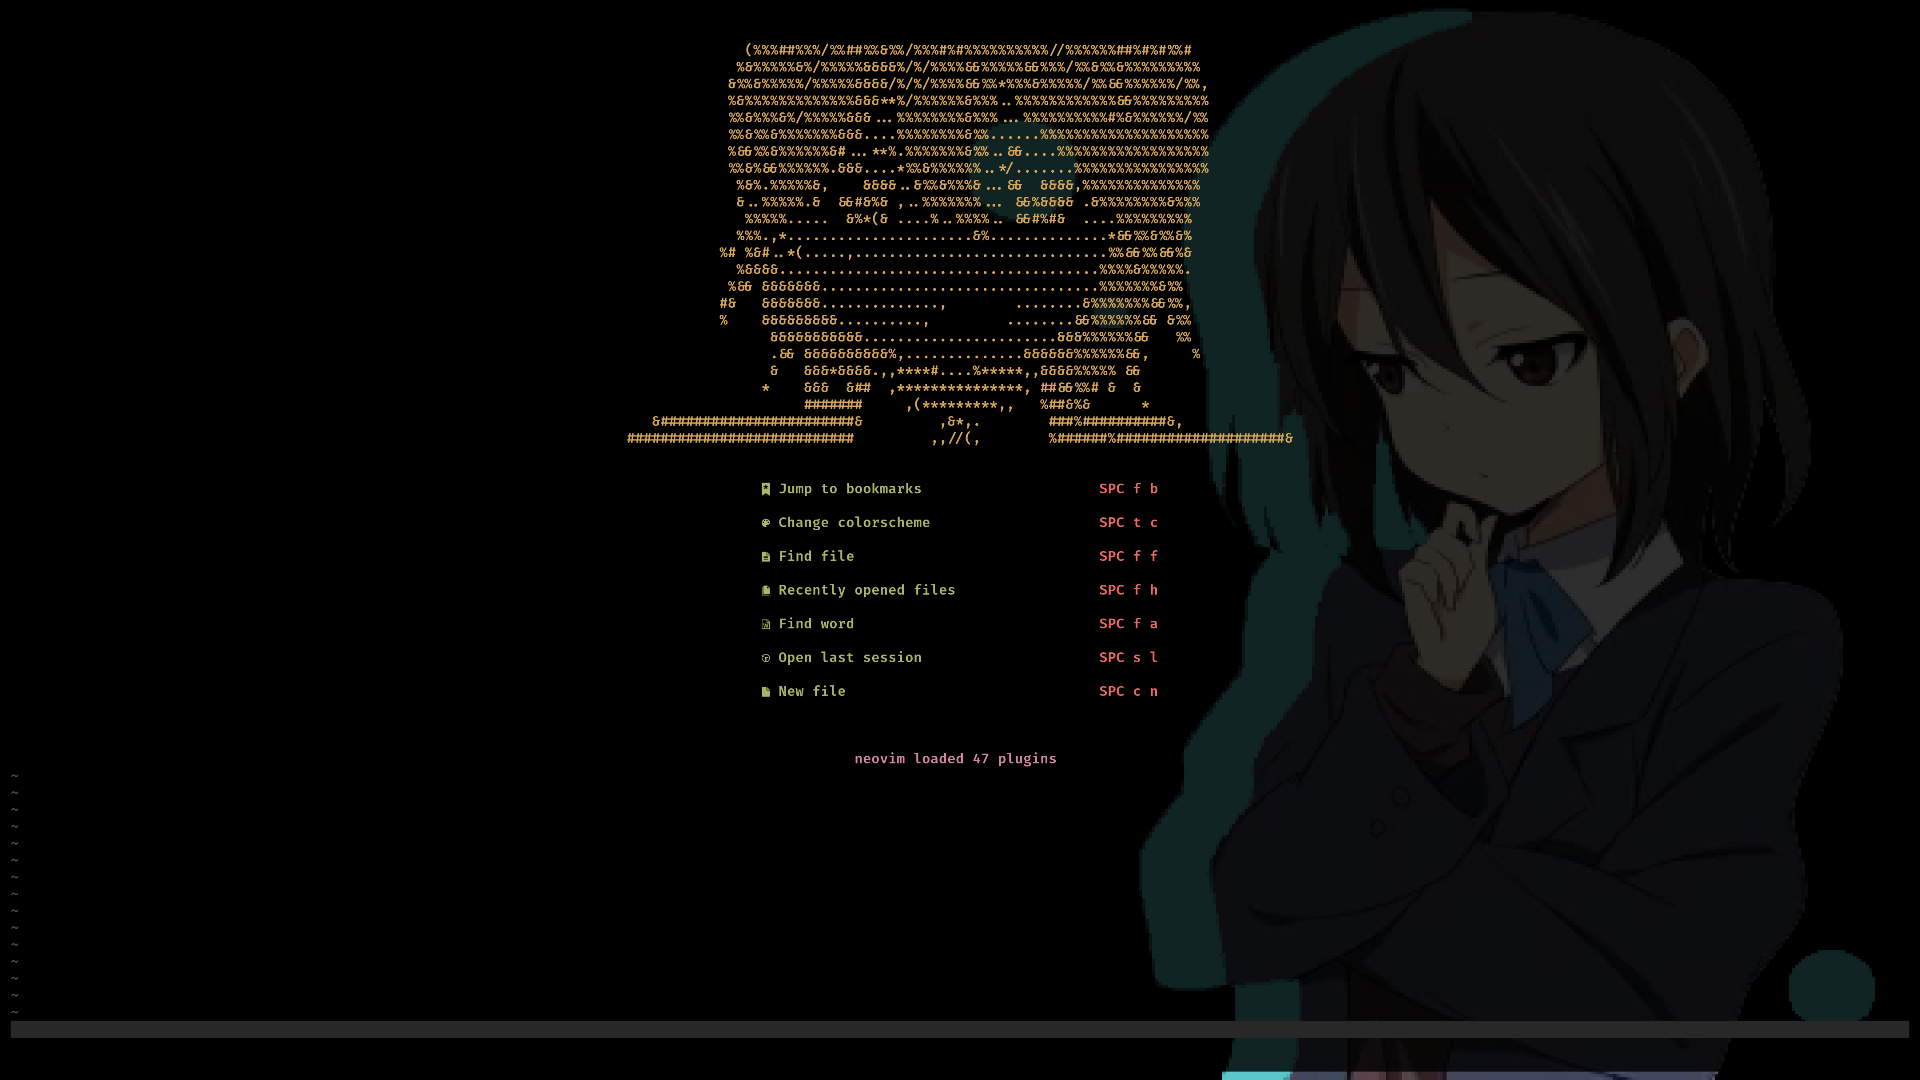 Jump to bookmarks SPC f b
Change colorscheme SPC t c
Find file SPC f f
Recently opened files SPC f h
Find word SPC f a
Open last session SPC s l
New file SPC c n
neovim loaded 47 plugins